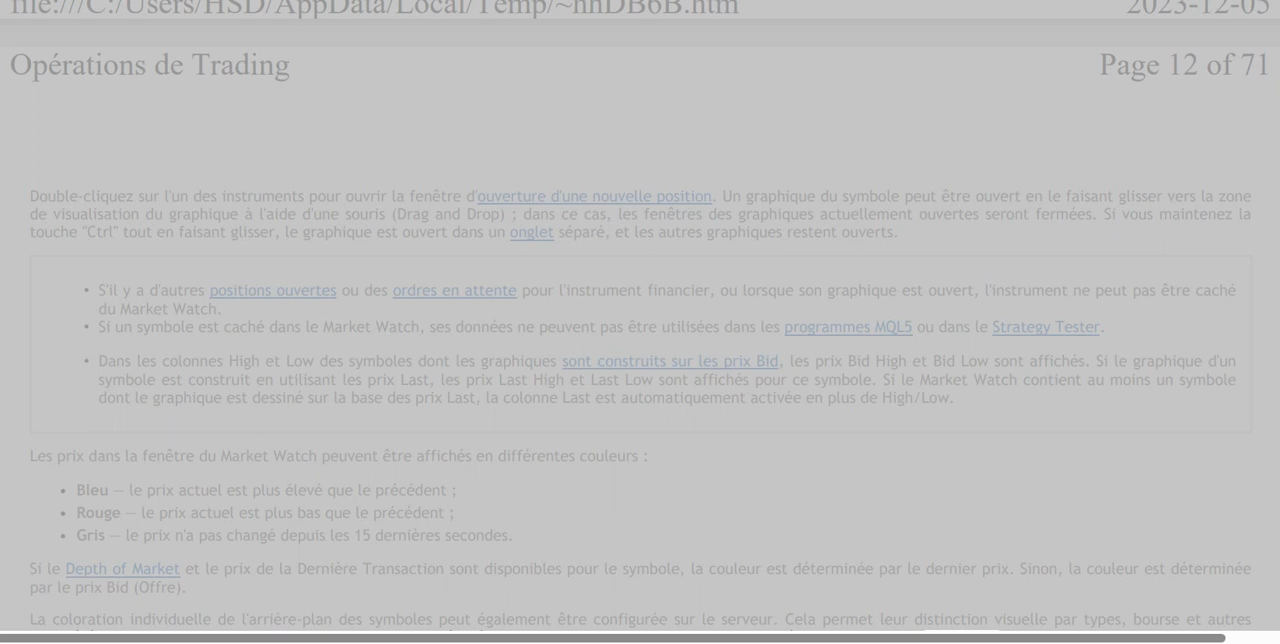 file:///C:/Users/HSD/AppData/Local/Temp/~hhDB6B.htm 2023-12-05
Opérations de Trading Page 12 of 71
Double-cliquez sur l'un des instruments pour ouvrir la fenêtre d'ouverture d'une nouvelle position. Un graphique du symbole peut être ouvert en le faisant glisser vers la zone
de visualisation du graphique à l'aide d'une souris (Drag and Drop) ; dans ce cas, les fenêtres des graphiques actuellement ouvertes seront fermées. Si vous maintenez la
touche "Ctrl" tout en faisant glisser, le graphique est ouvert dans un onglet séparé, et les autres graphiques restent ouverts.
• S'il y a d'autres positions ouvertes ou des ordres en attente pour l'instrument financier, ou lorsque son graphique est ouvert, l'instrument ne peut pas être caché
du Market Watch.
• Si un symbole est caché dans le Market Watch, ses données ne peuvent pas être utilisées dans les programmes MQL5 ou dans le Strategy Tester.
• Dans les colonnes High et Low des symboles dont les graphiques sont construits sur les prix Bid, les prix Bid High et Bid Low sont affichés. Si le graphique d'un
symbole est construit en utilisant les prix Last, les prix Last High et Last Low sont affichés pour ce symbole. Si le Market Watch contient au moins un symbole
dont le graphique est dessiné sur la base des prix Last, la colonne Last est automatiquement activée en plus de High/Low.
Les prix dans la fenêtre du Market Watch peuvent être affichés en différentes couleurs :
• Bleu — le prix actuel est plus élevé que le précédent ;
• Rouge — le prix actuel est plus bas que le précédent ;
• Gris — le prix n'a pas changé depuis les 15 dernières secondes.
Si le Depth of Market et le prix de la Dernière Transaction sont disponibles pour le symbole, la couleur est déterminée par le dernier prix. Sinon, la couleur est déterminée
par le prix Bid (Offre).
La coloration individuelle de l'arrière-plan des symboles peut également être configurée sur le serveur. Cela permet leur distinction visuelle par types, bourse et autres